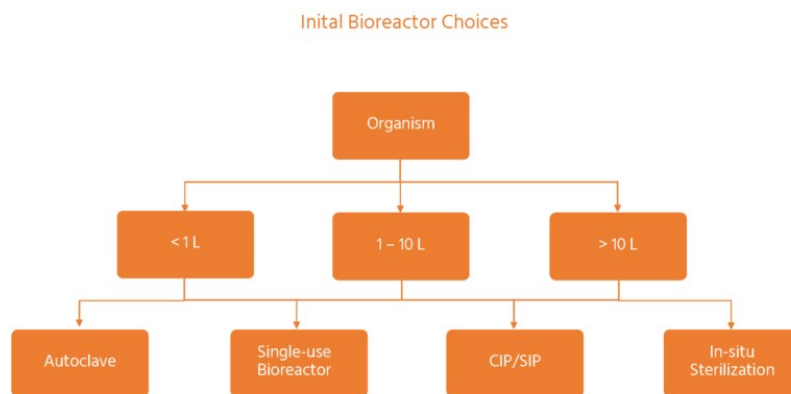 Inital Bioreactor Choices
Organism
< 1 L
1 – 10 L
> 10 L
Autoclave
Single-use
Bioreactor
CIP/SIP
In-situ
Sterilization